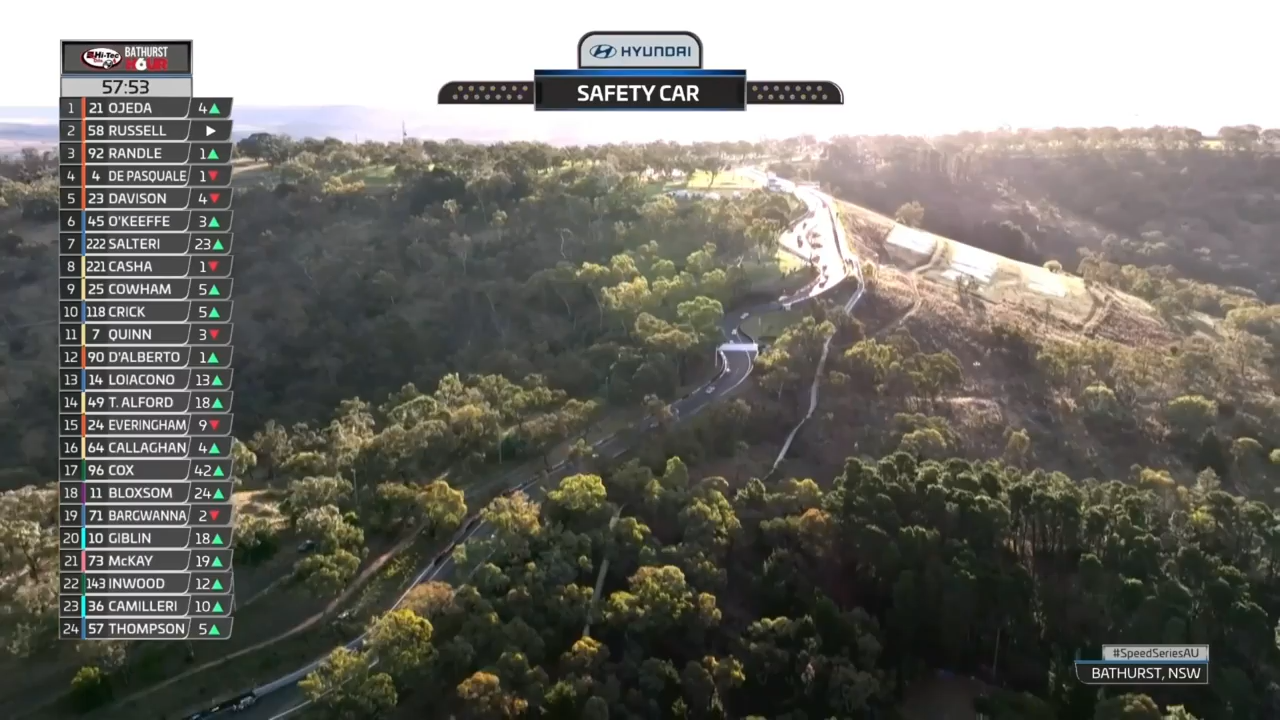 Hi-Tec BATHURST
6 HOUR
57:53
1 21 OJEDA 4
2 58 RUSSELL
3 92 RANDLE 1
4 4 DE PASQUALE 1
5 23 DAVISON 4
6 45 O'KEEFFE 3
7 222 SALTERI 23
8 221 CASHA 1
9 25 COWHAM 5
10 118 CRICK 5
11 7 QUINN 3
12 90 D'ALBERTO 1
13 14 LOIACONO 13
14 49 T. ALFORD 18
15 24 EVERINGHAM 9
16 64 CALLAGHAN 4
17 96 COX 42
18 11 BLOXSOM 24
19 71 BARGWANNA 2
20 10 GIBLIN 18
21 73 McKAY 19
22 143 INWOOD 12
23 36 CAMILLERI 10
24 57 THOMPSON 5
HYUNDAI
SAFETY CAR
#SpeedSeriesAU
BATHURST, NSW